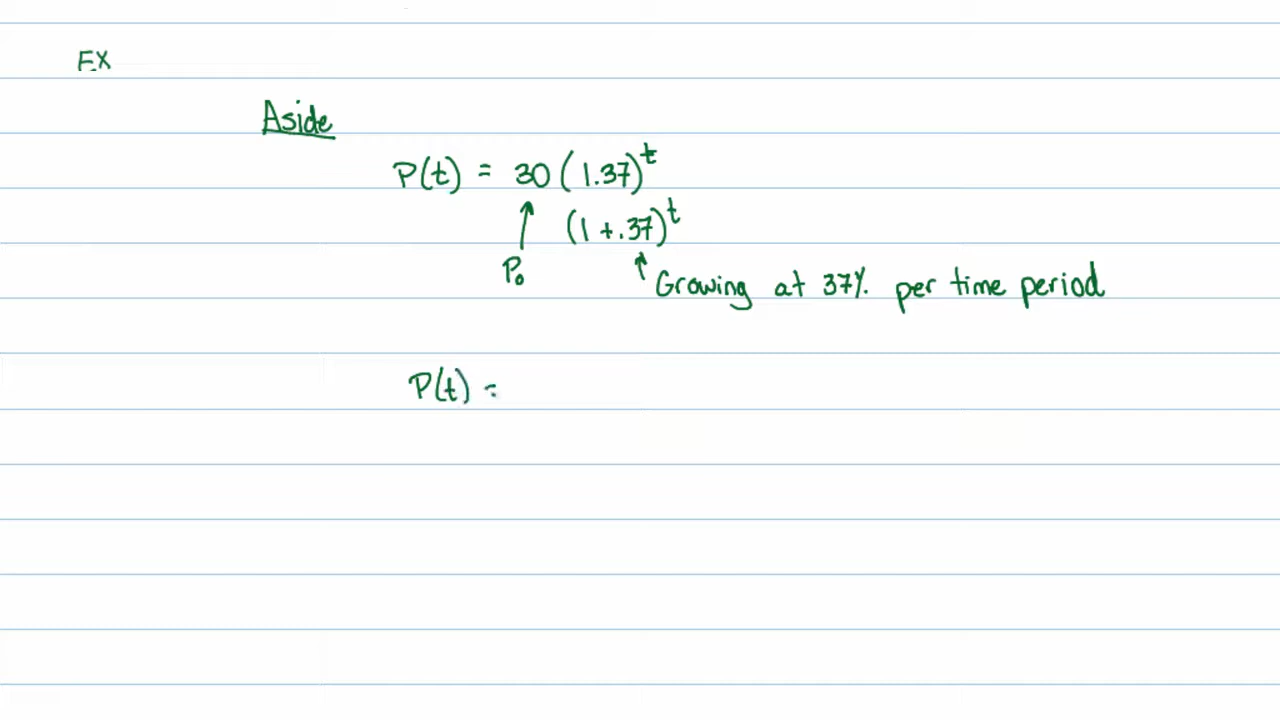 EX
Aside
P(t) = 30(1.37)^t
(1 + .37)^t
P₀
Growing at 37% per time period
P(t) =